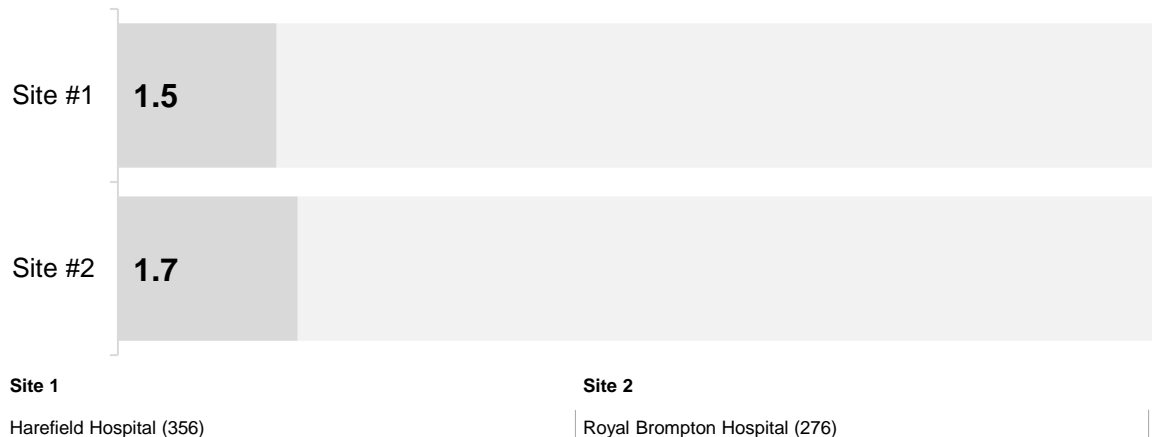 Site #1
1.5
Site #2
1.7
Site 1
Site 2
Harefield Hospital (356)
Royal Brompton Hospital (276)